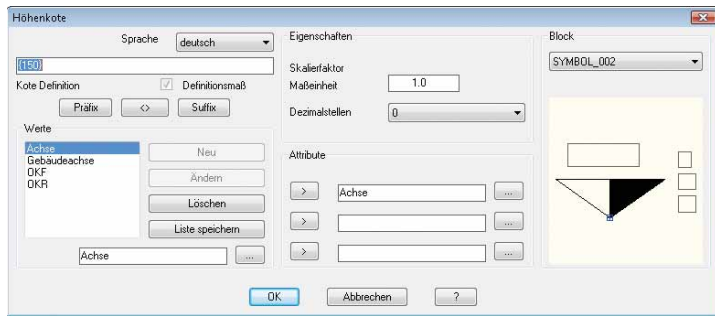 Höhenkote
Sprache
deutsch
{150}
Kote Definition
Definitionsmaß
Präfix
<>
Suffix
Werte
Achse
Gebäudeachse
OKF
OKR
Neu
Ändern
Löschen
Liste speichern
Achse
...
Eigenschaften
Skalierfaktor
Maßeinheit
1.0
Dezimalstellen
0
Attribute
>
Achse
...
>
...
>
...
Block
SYMBOL_002
OK
Abbrechen
?